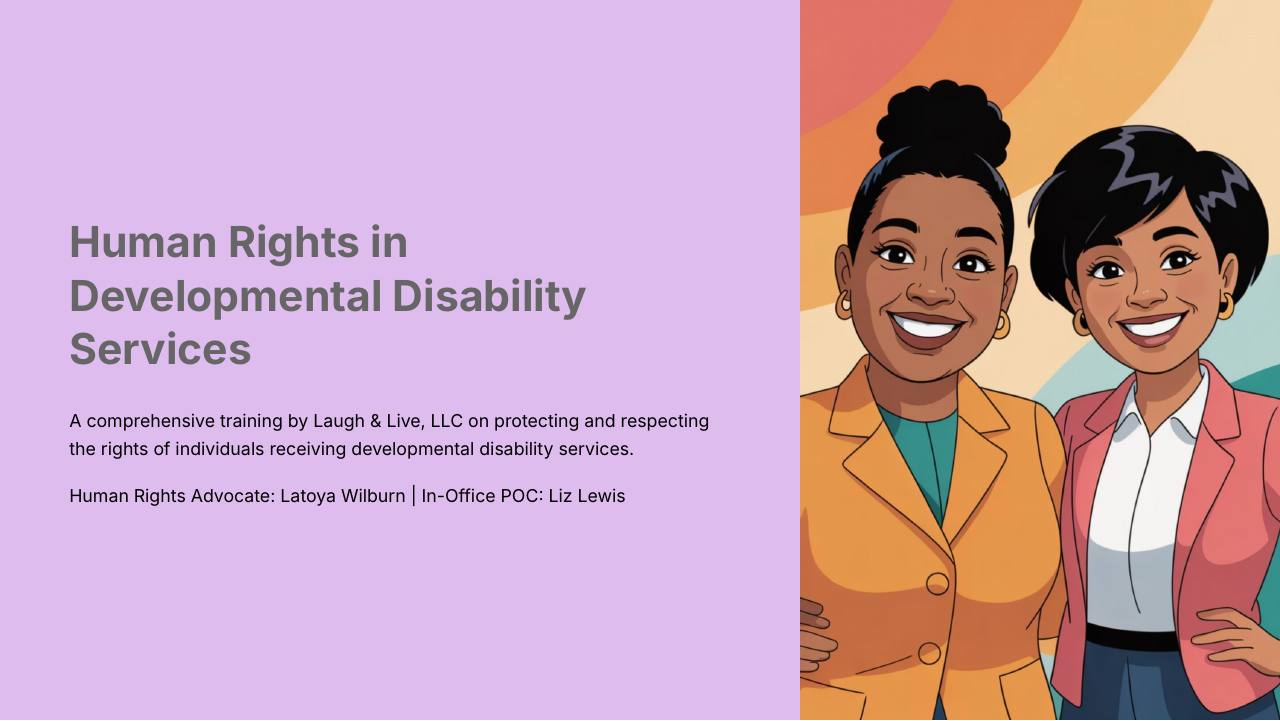 Human Rights in
Developmental Disability
Services
A comprehensive training by Laugh & Live, LLC on protecting and respecting
the rights of individuals receiving developmental disability services.
Human Rights Advocate: Latoya Wilburn | In-Office POC: Liz Lewis